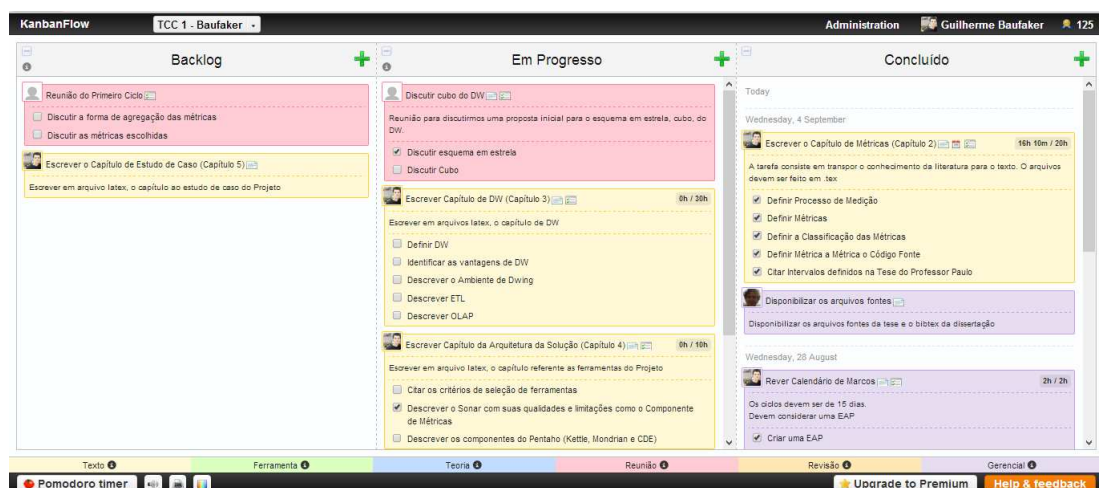 KanbanFlow TCC 1 - Baufaker Administration Guilherme Baufaker 125
Backlog
Reunião do Primeiro Ciclo
Discutir a forma de agregação das métricas
Discutir as métricas escolhidas
Escrever o Capítulo de Estudo de Caso (Capítulo 5)
Escrever em arquivo latex, o capítulo ao estudo de caso do Projeto
Em Progresso
Discutir cubo do DW
Reunião para discutirmos uma proposta inicial para o esquema em estrela, cubo, do
DW.
Discutir esquema em estrela
Discutir Cubo
Escrever Capítulo de DW (Capítulo 3) 0h / 30h
Escrever em arquivos latex, o capítulo de DW
Definir DW
Identificar as vantagens de DW
Descrever o Ambiente de Dwing
Descrever ETL
Descrever OLAP
Escrever Capítulo da Arquitetura da Solução (Capítulo 4) 0h / 10h
Escrever em arquivo latex, o capítulo referente as ferramentas do Projeto
Citar os critérios de seleção de ferramentas
Descrever o Sonar com suas qualidades e limitações como o Componente
de Métricas
Descrever os componentes do Pentaho (Kettle, Mondrian e CDE)
Concluído
Today
Wednesday, 4 September
Escrever o Capítulo de Métricas (Capítulo 2) 16h 10m / 20h
A tarefa consiste em transpor o conhecimento da literatura para o texto. O arquivos
devem ser feito em .tex
Definir Processo de Medição
Definir Métricas
Definir a Classificação das Métricas
Definir Métrica a Métrica o Código Fonte
Citar Intervalos definidos na Tese do Professor Paulo
Disponibilizar os arquivos fontes
Disponibilizar os arquivos fontes da tese e o bibtex da dissertação
Wednesday, 28 August
Rever Calendário de Marcos 2h / 2h
Os ciclos devem ser de 15 dias.
Devem considerar uma EAP
Criar uma EAP
Texto Ferramenta Teoria Reunião Revisão Gerencial
Pomodoro timer Upgrade to Premium Help & feedback